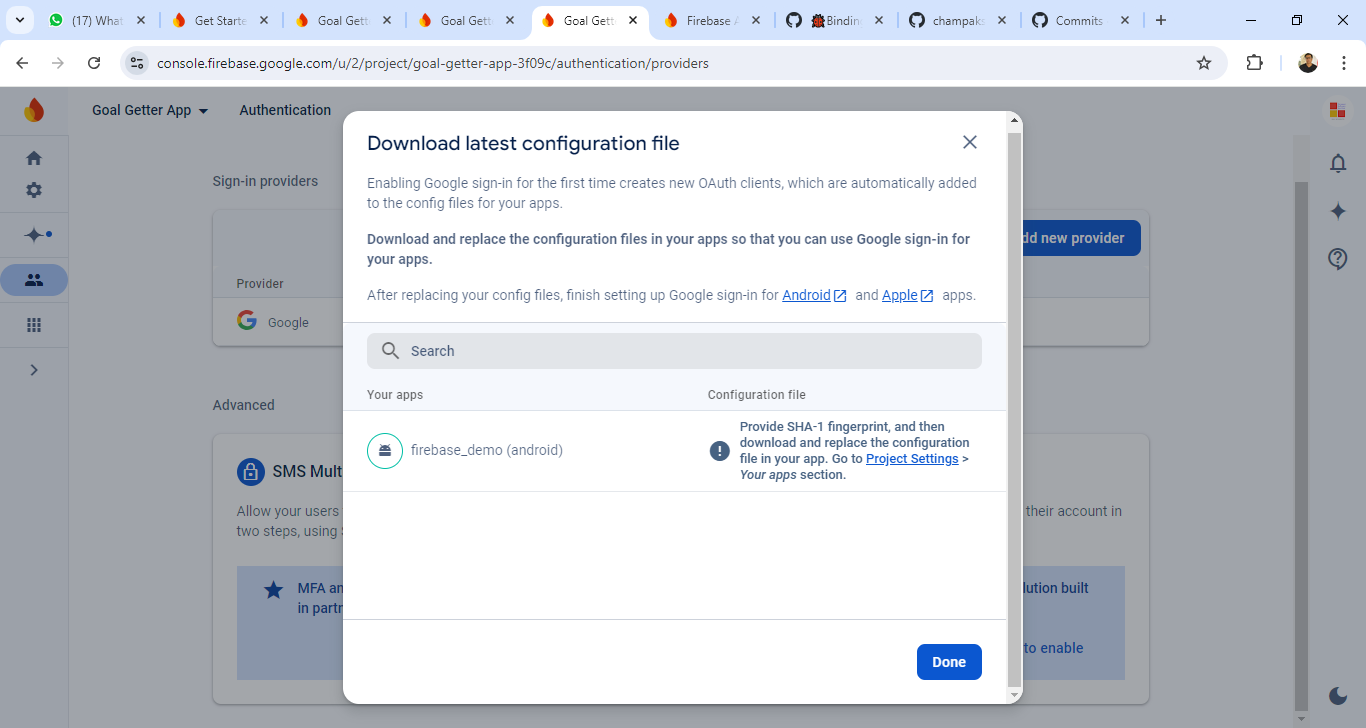 (17) What
Get Starte
Goal Gett
Goal Gett
Goal Gett
Firebase A
Binding
champaks
Commits
console.firebase.google.com/u/2/project/goal-getter-app-3f09c/authentication/providers
Goal Getter App
Authentication
Sign-in providers
dd new provider
Provider
Google
Advanced
SMS Mult
Allow your users
their account in
two steps, using
MFA an
lution built
in partn
to enable
Download latest configuration file
Enabling Google sign-in for the first time creates new OAuth clients, which are automatically added
to the config files for your apps.
Download and replace the configuration files in your apps so that you can use Google sign-in for
your apps.
After replacing your config files, finish setting up Google sign-in for Android and Apple apps.
Search
Your apps
Configuration file
firebase_demo (android)
Provide SHA-1 fingerprint, and then
download and replace the configuration
file in your app. Go to Project Settings >
Your apps section.
Done